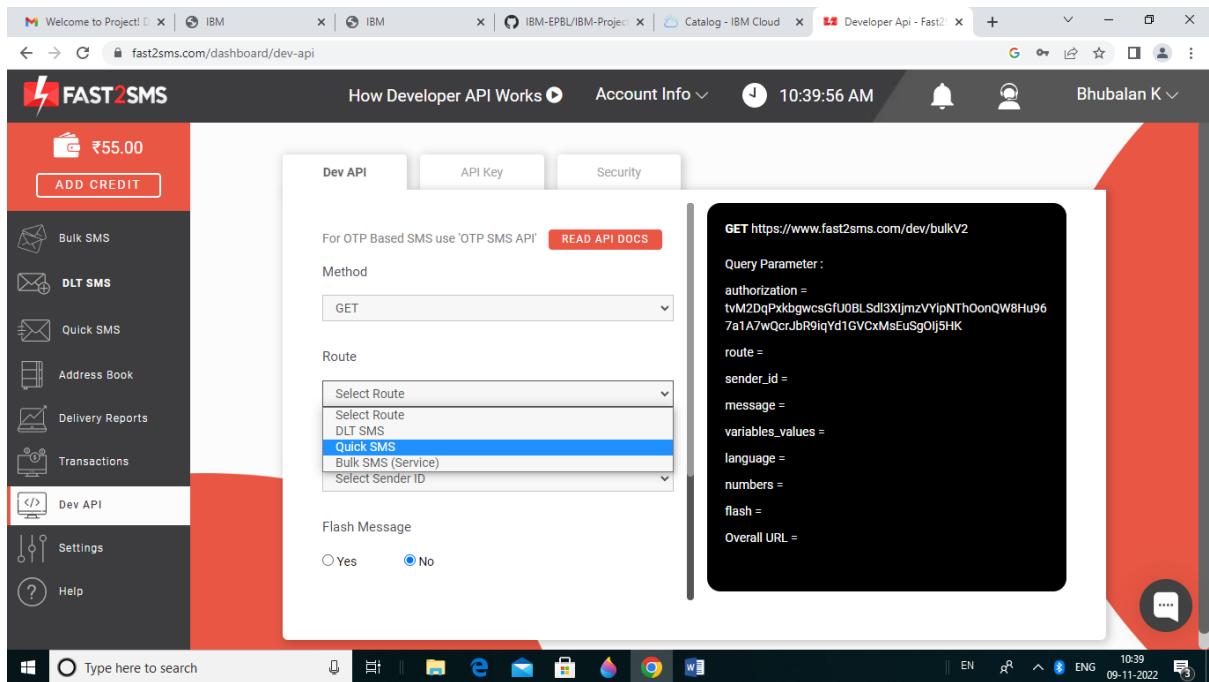 Welcome to Project! D
IBM
IBM
IBM-EPBL/IBM-Project
Catalog - IBM Cloud
Developer Api - Fast2S
fast2sms.com/dashboard/dev-api
FAST2SMS
How Developer API Works
Account Info
10:39:56 AM
Bhubalan K
₹55.00
ADD CREDIT
Bulk SMS
DLT SMS
Quick SMS
Address Book
Delivery Reports
Transactions
Dev API
Settings
Help
Dev API
API Key
Security
For OTP Based SMS use 'OTP SMS API'
READ API DOCS
Method
GET
Route
Select Route
Select Route
DLT SMS
Quick SMS
Bulk SMS (Service)
Select Sender ID
Flash Message
Yes
No
GET https://www.fast2sms.com/dev/bulkV2
Query Parameter :
authorization =
tvM2DqPxkbgwcsGfU0BLSdl3XIjmzVYipNThOonQW8Hu96
7a1A7wQcrJbR9iqYd1GVCxMsEuSgOIj5HK
route =
sender_id =
message =
variables_values =
language =
numbers =
flash =
Overall URL =
Type here to search
EN
ENG
10:39
09-11-2022
3